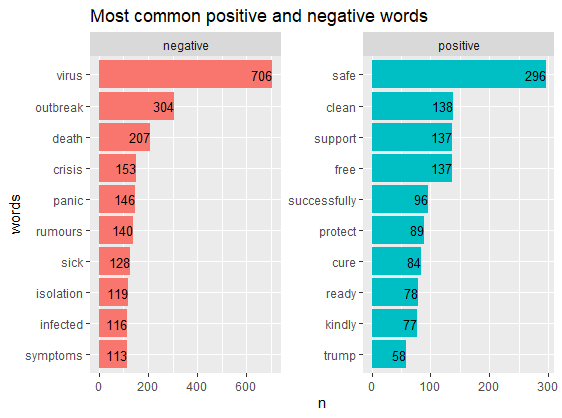 Most common positive and negative words
negative
positive
words
virus 706
outbreak 304
death 207
crisis 153
panic 146
rumours 140
sick 128
isolation 119
infected 116
symptoms 113
0 200 400 600
safe 296
clean 138
support 137
free 137
successfully 96
protect 89
cure 84
ready 78
kindly 77
trump 58
0 100 200 300
n